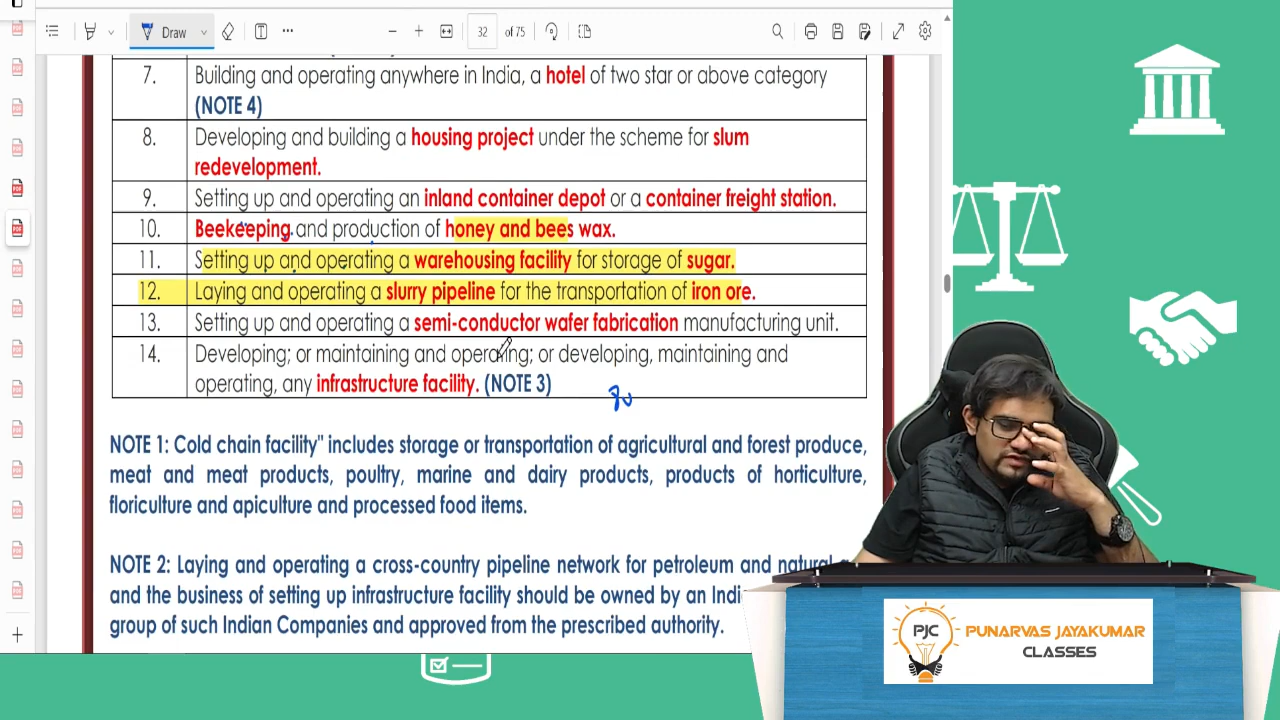 Draw
32 of 75
7. Building and operating anywhere in India, a hotel of two star or above category
(NOTE 4)
8. Developing and building a housing project under the scheme for slum
redevelopment.
9. Setting up and operating an inland container depot or a container freight station.
10. Beekeeping and production of honey and bees wax.
11. Setting up and operating a warehousing facility for storage of sugar.
12. Laying and operating a slurry pipeline for the transportation of iron ore.
13. Setting up and operating a semi-conductor wafer fabrication manufacturing unit.
14. Developing; or maintaining and operating; or developing, maintaining and
operating, any infrastructure facility. (NOTE 3)
NOTE 1: Cold chain facility" includes storage or transportation of agricultural and forest produce,
meat and meat products, poultry, marine and dairy products, products of horticulture,
floriculture and apiculture and processed food items.
NOTE 2: Laying and operating a cross-country pipeline network for petroleum and natural
and the business of setting up infrastructure facility should be owned by an
group of such Indian Companies and approved from the prescribed authority.
PJC
PUNARVAS JAYAKUMAR
CLASSES